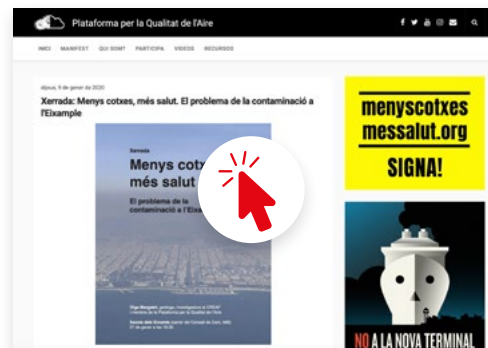 Plataforma per la Qualitat de l'Aire
INICI MANIFEST QUI SOM? PARTICIPA VIDEOS RECURSOS
dijous, 9 de gener de 2020
Xerrada: Menys cotxes, més salut. El problema de la contaminació a
l'Eixample
Xerrada
Menys
més salut
El problema de la
contaminació a
menyscotxes
messalut.org
SIGNA!
NO A LA NOVA TERMINAL